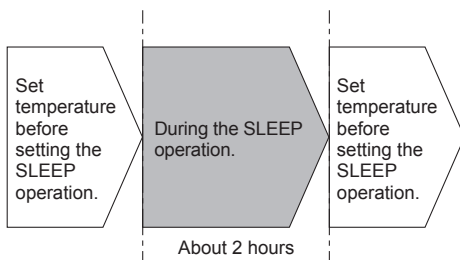 Set
temperature
before
setting the
SLEEP
operation.
During the SLEEP
operation.
Set
temperature
before
setting the
SLEEP
operation.
About 2 hours